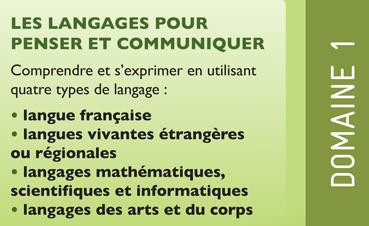 LES LANGAGES POUR
PENSER ET COMMUNIQUER
Comprendre et s'exprimer en utilisant
quatre types de langage :
• langue française
• langues vivantes étrangères
ou régionales
• langages mathématiques,
scientifiques et informatiques
• langages des arts et du corps
DOMAINE 1